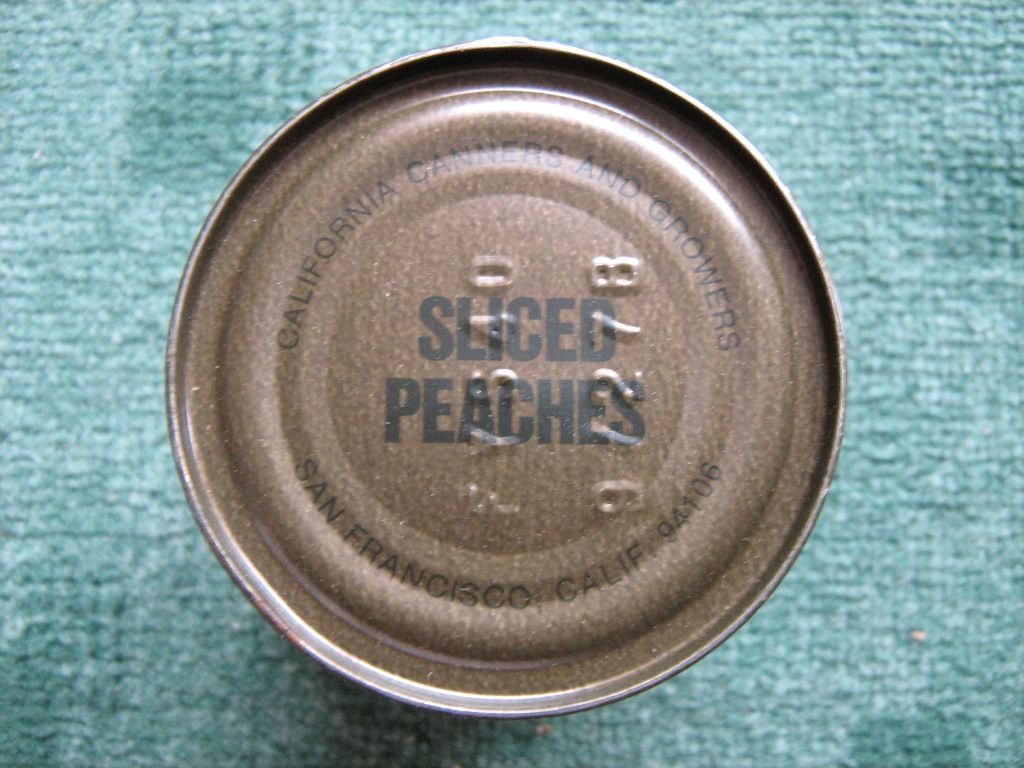 CALIFORNIA CANNERS AND GROWERS
SLICED
PEACHES
SAN FRANCISCO, CALIF. 94106